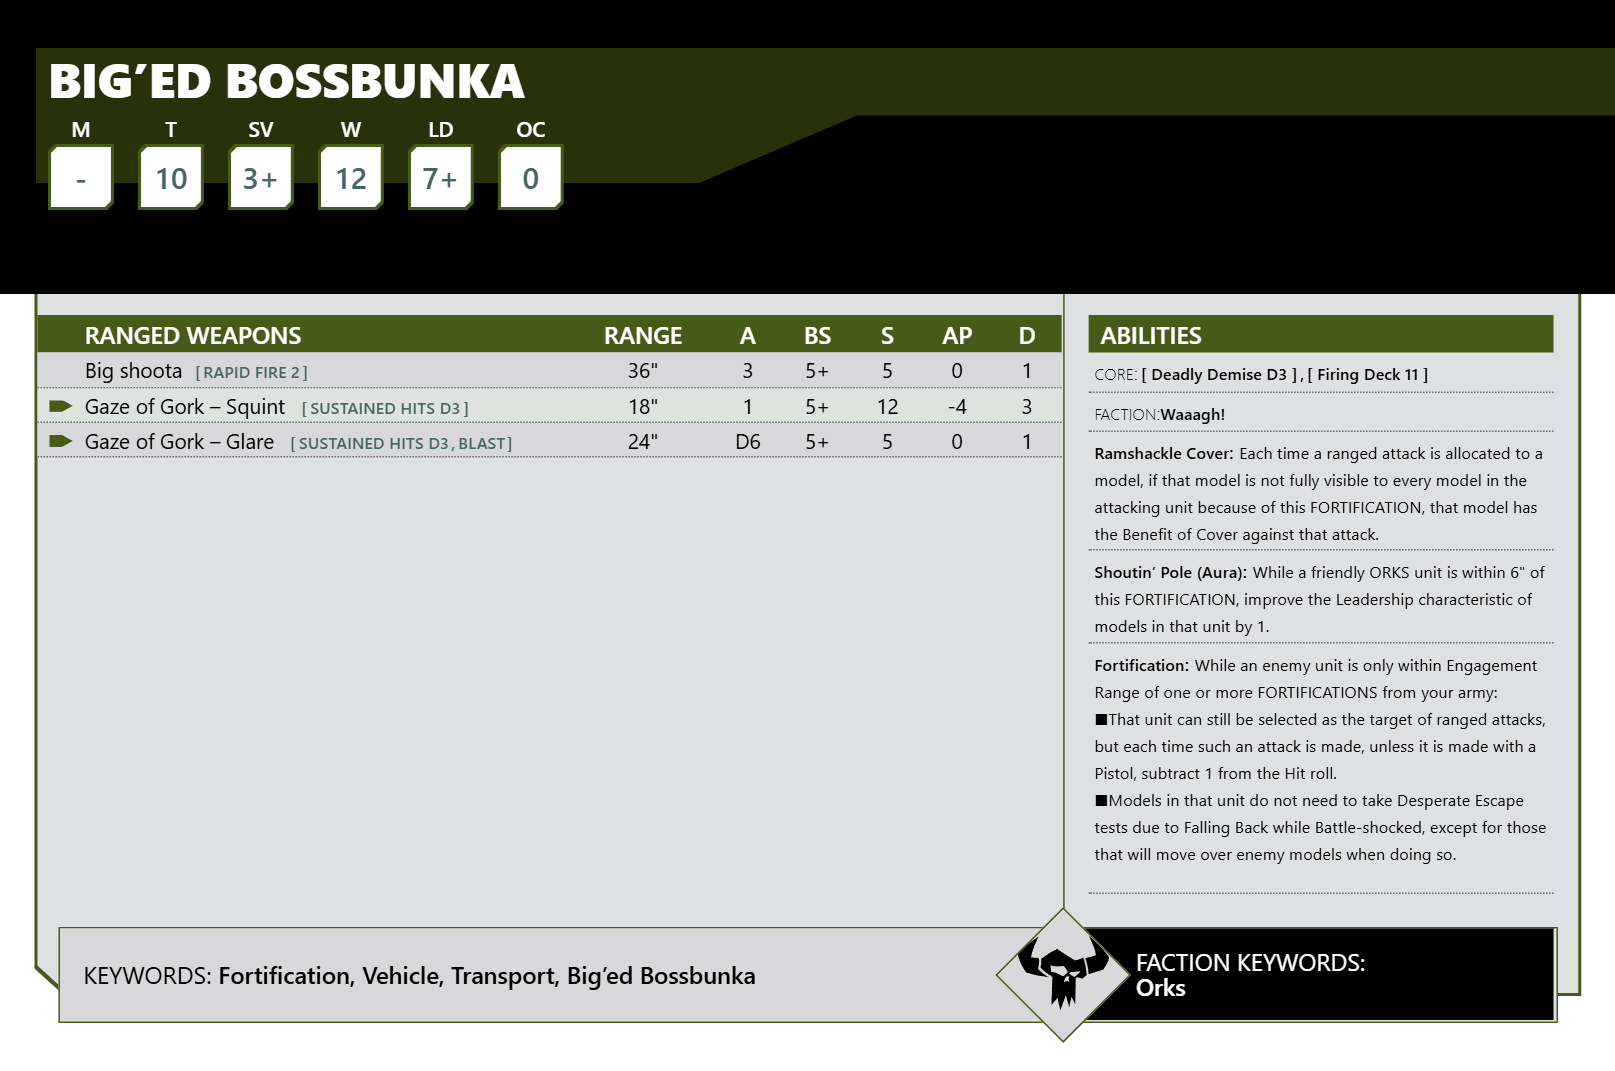 BIG’ED BOSSBUNKA
M T SV W LD OC
- 10 3+ 12 7+ 0
RANGED WEAPONS RANGE A BS S AP D
Big shoota [ RAPID FIRE 2 ] 36" 3 5+ 5 0 1
Gaze of Gork – Squint [ SUSTAINED HITS D3 ] 18" 1 5+ 12 -4 3
Gaze of Gork – Glare [ SUSTAINED HITS D3 , BLAST ] 24" D6 5+ 5 0 1
ABILITIES
CORE: [ Deadly Demise D3 ] , [ Firing Deck 11 ]
FACTION:Waaagh!
Ramshackle Cover: Each time a ranged attack is allocated to a
model, if that model is not fully visible to every model in the
attacking unit because of this FORTIFICATION, that model has
the Benefit of Cover against that attack.
Shoutin’ Pole (Aura): While a friendly ORKS unit is within 6" of
this FORTIFICATION, improve the Leadership characteristic of
models in that unit by 1.
Fortification: While an enemy unit is only within Engagement
Range of one or more FORTIFICATIONS from your army:
■That unit can still be selected as the target of ranged attacks,
but each time such an attack is made, unless it is made with a
Pistol, subtract 1 from the Hit roll.
■Models in that unit do not need to take Desperate Escape
tests due to Falling Back while Battle-shocked, except for those
that will move over enemy models when doing so.
KEYWORDS: Fortification, Vehicle, Transport, Big’ed Bossbunka
FACTION KEYWORDS:
Orks